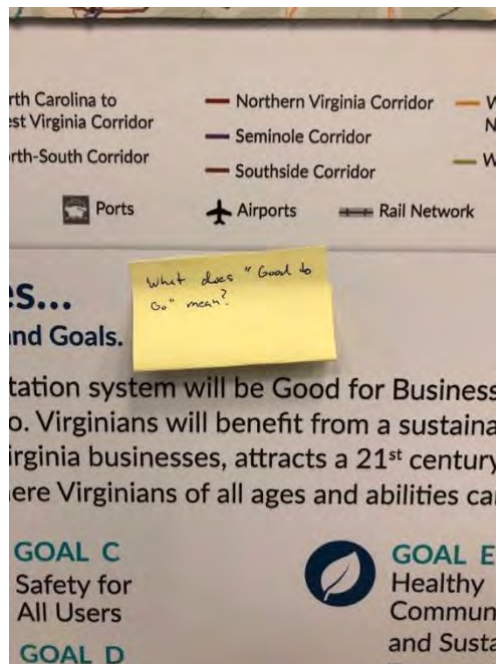 rth Carolina to
est Virginia Corridor
rth-South Corridor
Northern Virginia Corridor
Seminole Corridor
Southside Corridor
W
N
W
Ports
Airports
Rail Network
What does "Good to
Go" mean?
es...
and Goals.
tation system will be Good for Business
o. Virginians will benefit from a sustaina
irginia businesses, attracts a 21st century
ere Virginians of all ages and abilities ca
GOAL C
Safety for
All Users
GOAL D
GOAL E
Healthy
Commun
and Susta